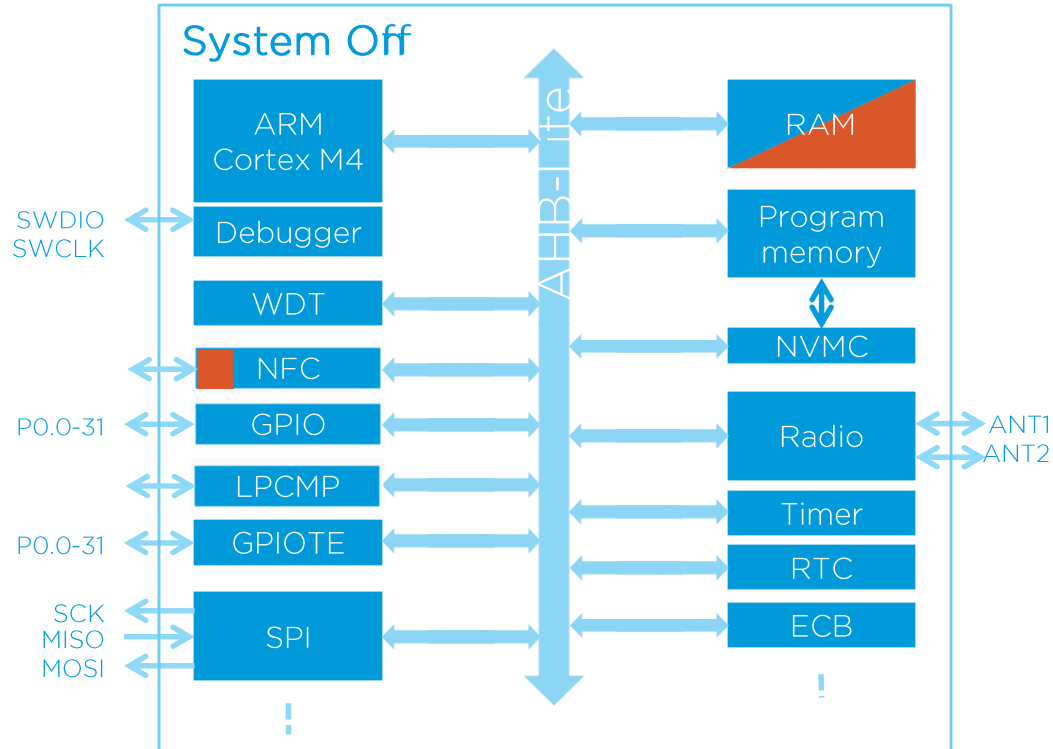 System Off
ARM
Cortex M4
SWDIO
SWCLK
Debugger
WDT
NFC
P0.0-31
GPIO
LPCMP
P0.0-31
GPIOTE
SCK
MISO
MOSI
SPI
AHB-Lite
RAM
Program
memory
NVMC
Radio
ANT1
ANT2
Timer
RTC
ECB